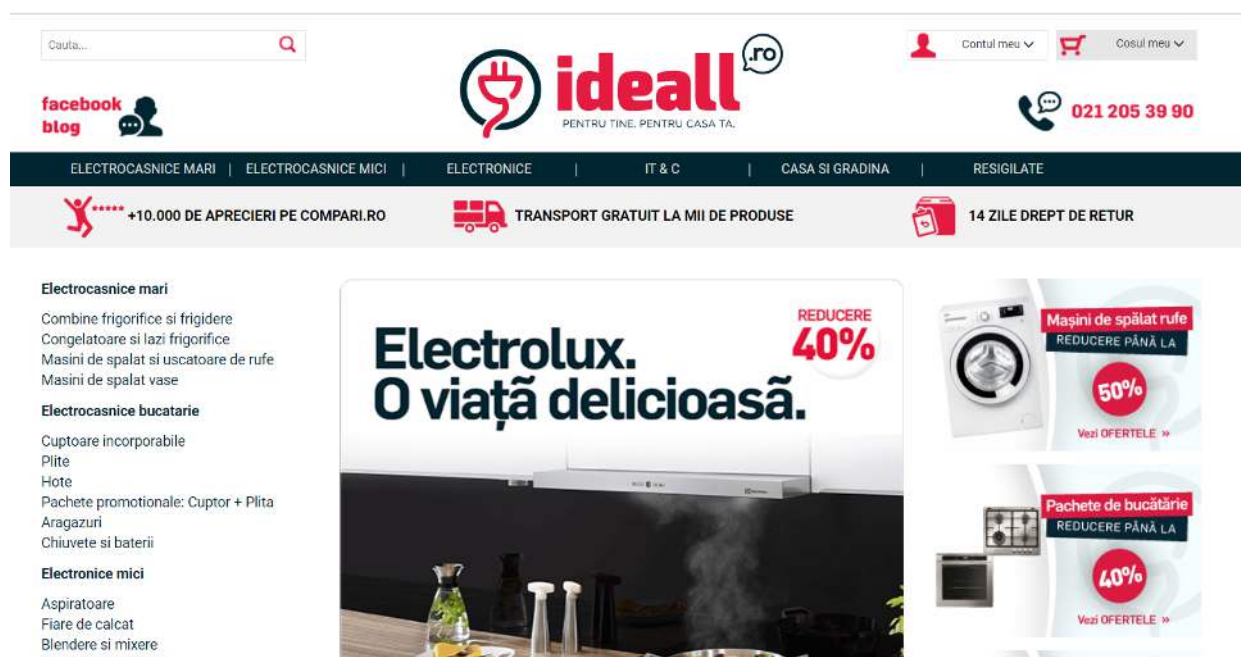 Cauta...
Contul meu
Cosul meu
ideall.ro
PENTRU TINE. PENTRU CASA TA.
facebook
blog
021 205 39 90
ELECTROCASNICE MARI | ELECTROCASNICE MICI | ELECTRONICE | IT & C | CASA SI GRADINA | RESIGILATE
+10.000 DE APRECIERI PE COMPARI.RO
TRANSPORT GRATUIT LA MII DE PRODUSE
14 ZILE DREPT DE RETUR
Electrocasnice mari
Combine frigorifice si frigidere
Congelatoare si lazi frigorifice
Masini de spalat si uscatoare de rufe
Masini de spalat vase
Electrocasnice bucatarie
Cuptoare incorporabile
Plite
Hote
Pachete promotionale: Cuptor + Plita
Aragazuri
Chiuvete si baterii
Electronice mici
Aspiratoare
Fiare de calcat
Blendere si mixere
REDUCERE
40%
Electrolux.
O viață delicioasă.
Mașini de spălat rufe
REDUCERE PÂNĂ LA
50%
Vezi OFERTELE »
Pachete de bucătărie
REDUCERE PÂNĂ LA
40%
Vezi OFERTELE »